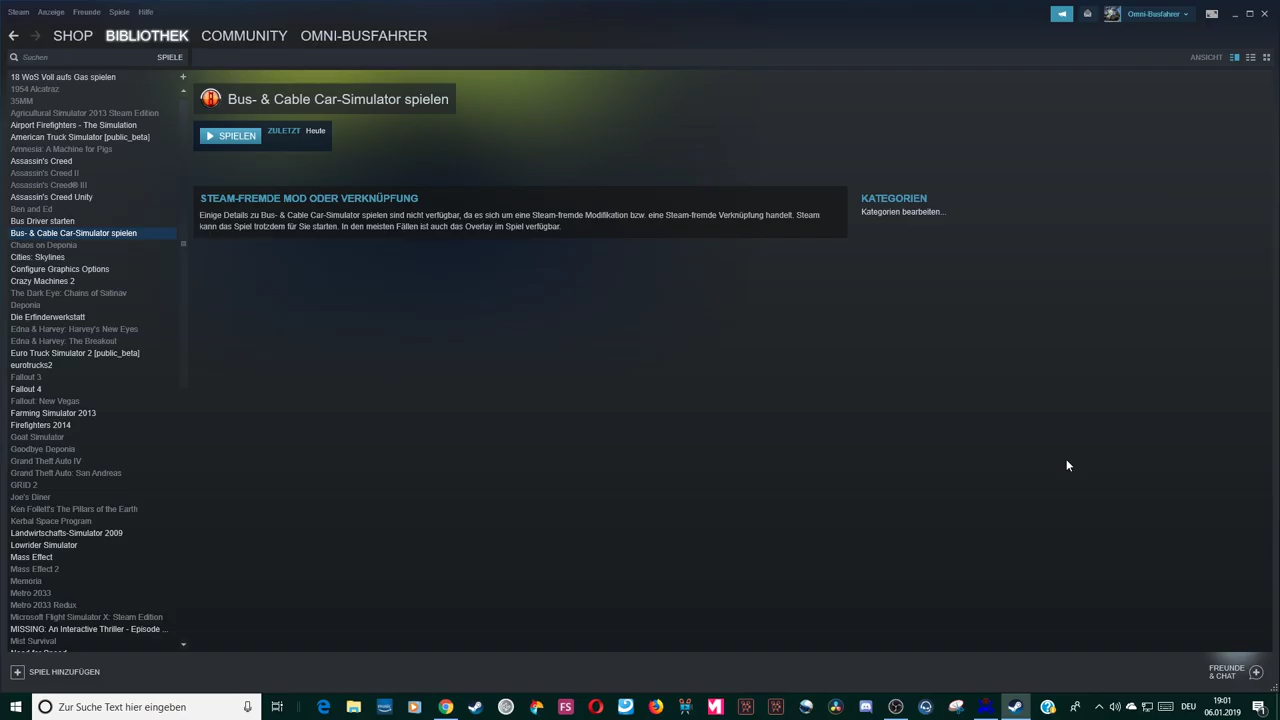 Steam Anzeige Freunde Spiele Hilfe
Omni-Busfahrer
SHOP BIBLIOTHEK COMMUNITY OMNI-BUSFAHRER
Suchen SPIELE
ANSICHT
18 WoS Voll aufs Gas spielen
1954 Alcatraz
35MM
Agricultural Simulator 2013 Steam Edition
Airport Firefighters - The Simulation
American Truck Simulator [public_beta]
Amnesia: A Machine for Pigs
Assassin's Creed
Assassin's Creed II
Assassin's Creed® III
Assassin's Creed Unity
Ben and Ed
Bus Driver starten
Bus- & Cable Car-Simulator spielen
Chaos on Deponia
Cities: Skylines
Configure Graphics Options
Crazy Machines 2
The Dark Eye: Chains of Satinav
Deponia
Die Erfinderwerkstatt
Edna & Harvey: Harvey's New Eyes
Edna & Harvey: The Breakout
Euro Truck Simulator 2 [public_beta]
eurotrucks2
Fallout 3
Fallout 4
Fallout: New Vegas
Farming Simulator 2013
Firefighters 2014
Goat Simulator
Goodbye Deponia
Grand Theft Auto IV
Grand Theft Auto: San Andreas
GRID 2
Joe's Diner
Ken Follett's The Pillars of the Earth
Kerbal Space Program
Landwirtschafts-Simulator 2009
Lowrider Simulator
Mass Effect
Mass Effect 2
Memoria
Metro 2033
Metro 2033 Redux
Microsoft Flight Simulator X: Steam Edition
MISSING: An Interactive Thriller - Episode ...
Mist Survival
Bus- & Cable Car-Simulator spielen
SPIELEN ZULETZT Heute
STEAM-FREMDE MOD ODER VERKNÜPFUNG
Einige Details zu Bus- & Cable Car-Simulator spielen sind nicht verfügbar, da es sich um eine Steam-fremde Modifikation bzw. eine Steam-fremde Verknüpfung handelt. Steam
kann das Spiel trotzdem für Sie starten. In den meisten Fällen ist auch das Overlay im Spiel verfügbar.
KATEGORIEN
Kategorien bearbeiten...
SPIEL HINZUFÜGEN
FREUNDE
& CHAT
Zur Suche Text hier eingeben
FS
DEU
19:01
06.01.2019